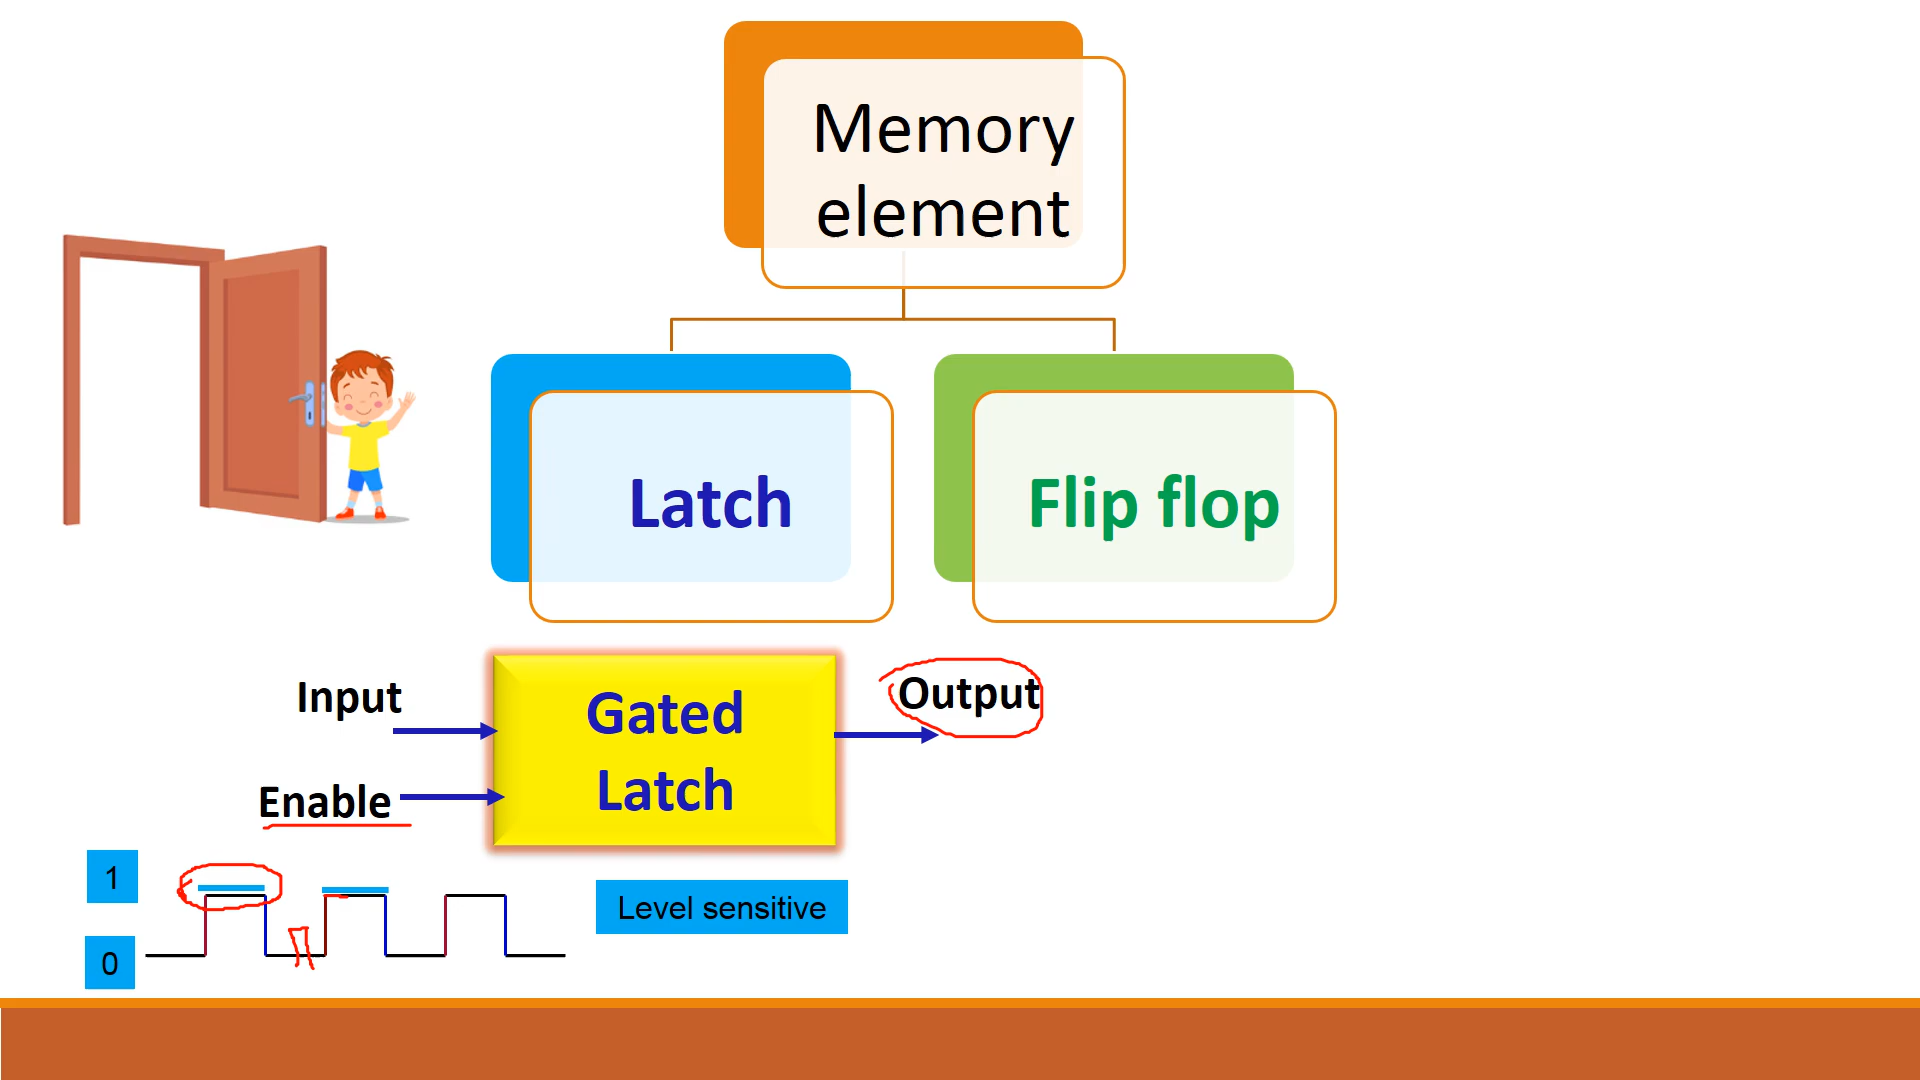 Memory
element
Latch
Flip flop
Input
Gated
Latch
Output
Enable
1
0
Level sensitive